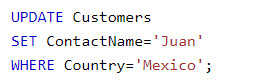 UPDATE Customers
SET ContactName='Juan'
WHERE Country='Mexico';